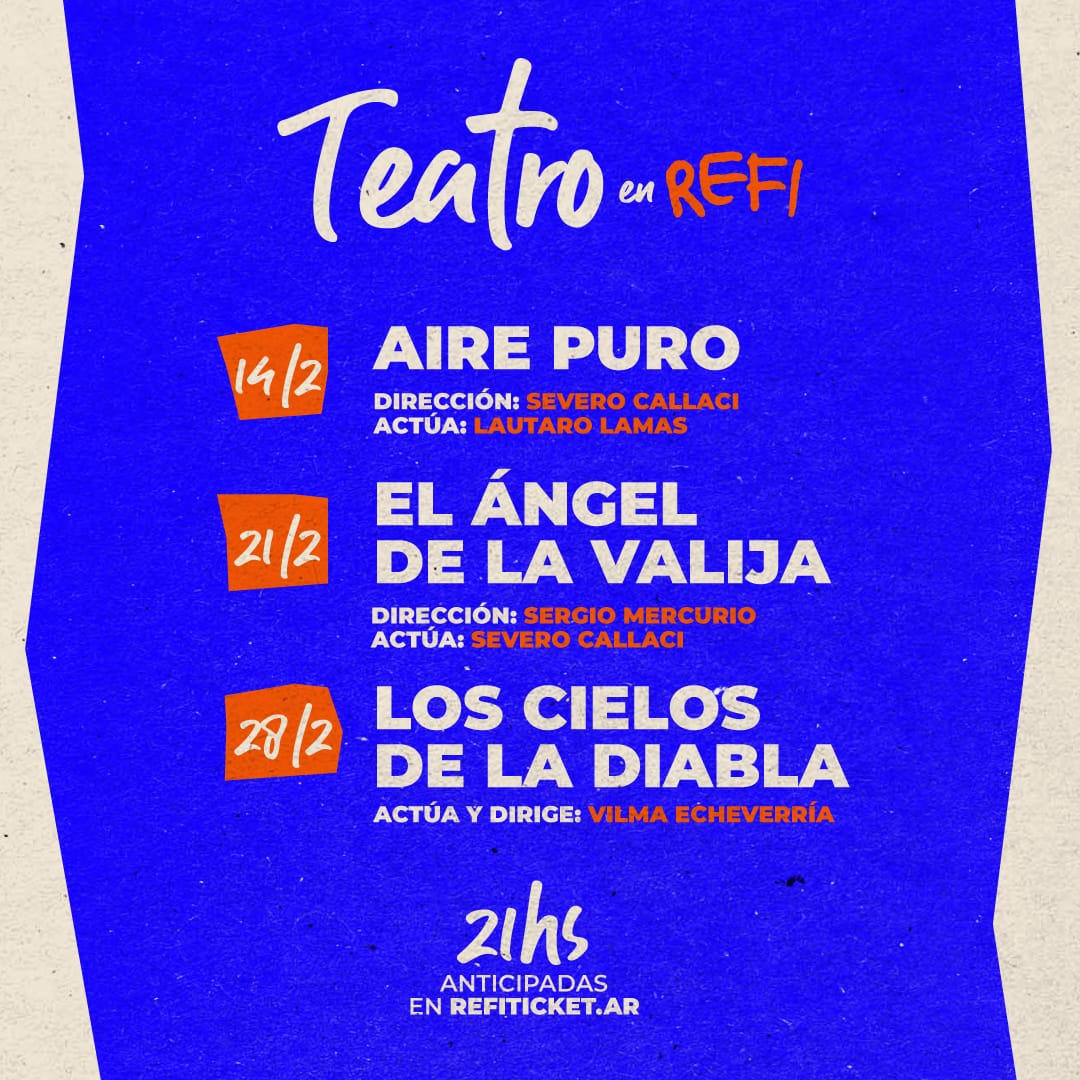 Teatro en REFI
14/2
AIRE PURO
DIRECCIÓN: SEVERO CALLACI
ACTÚA: LAUTARO LAMAS
21/2
EL ÁNGEL
DE LA VALIJA
DIRECCIÓN: SERGIO MERCURIO
ACTÚA: SEVERO CALLACI
28/2
LOS CIELOS
DE LA DIABLA
ACTÚA Y DIRIGE: VILMA ECHEVERRÍA
21hs
ANTICIPADAS
EN REFITICKET.AR